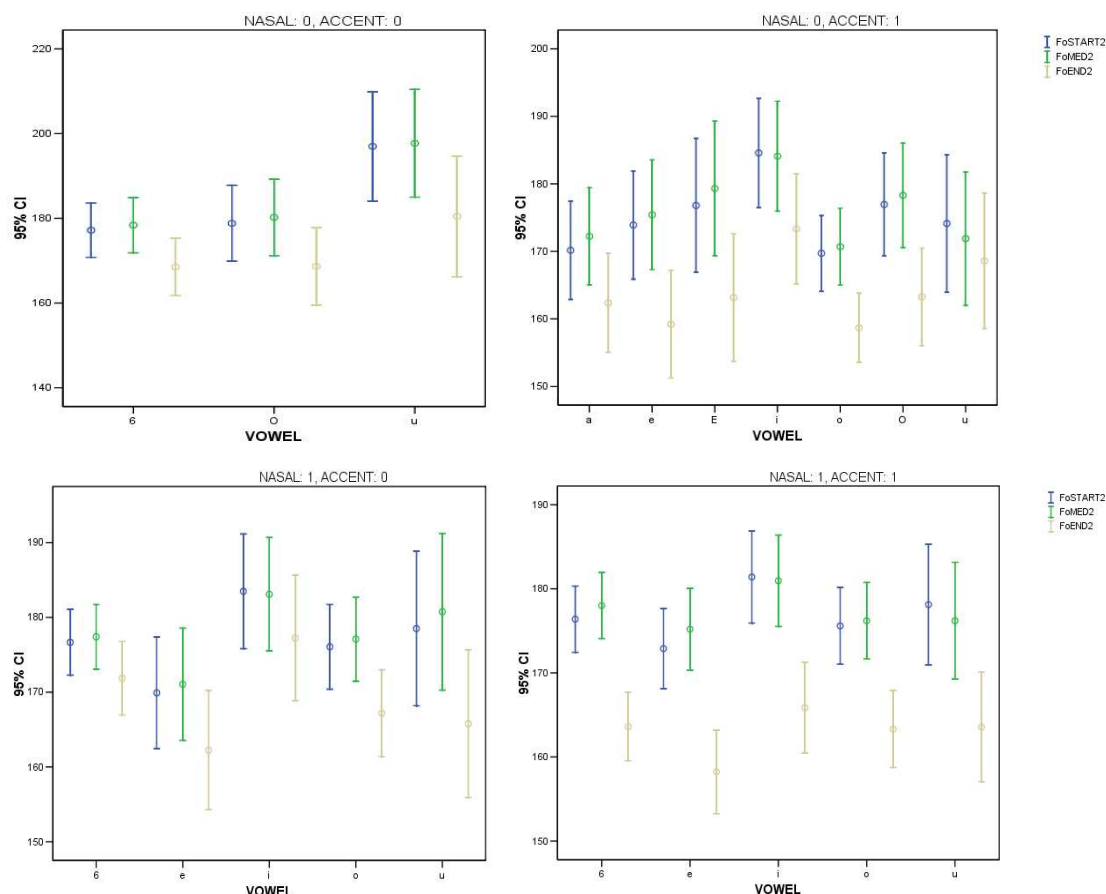 NASAL: 0, ACCENT: 0
220
200
180
160
140
95% CI
6 O u
VOWEL
NASAL: 0, ACCENT: 1
200
190
180
170
160
150
95% CI
a e E i o O u
VOWEL
FoSTART2
FoMED2
FoEND2
NASAL: 1, ACCENT: 0
190
180
170
160
150
95% CI
6 e i o u
VOWEL
NASAL: 1, ACCENT: 1
190
180
170
160
150
95% CI
6 e i o u
VOWEL
FoSTART2
FoMED2
FoEND2